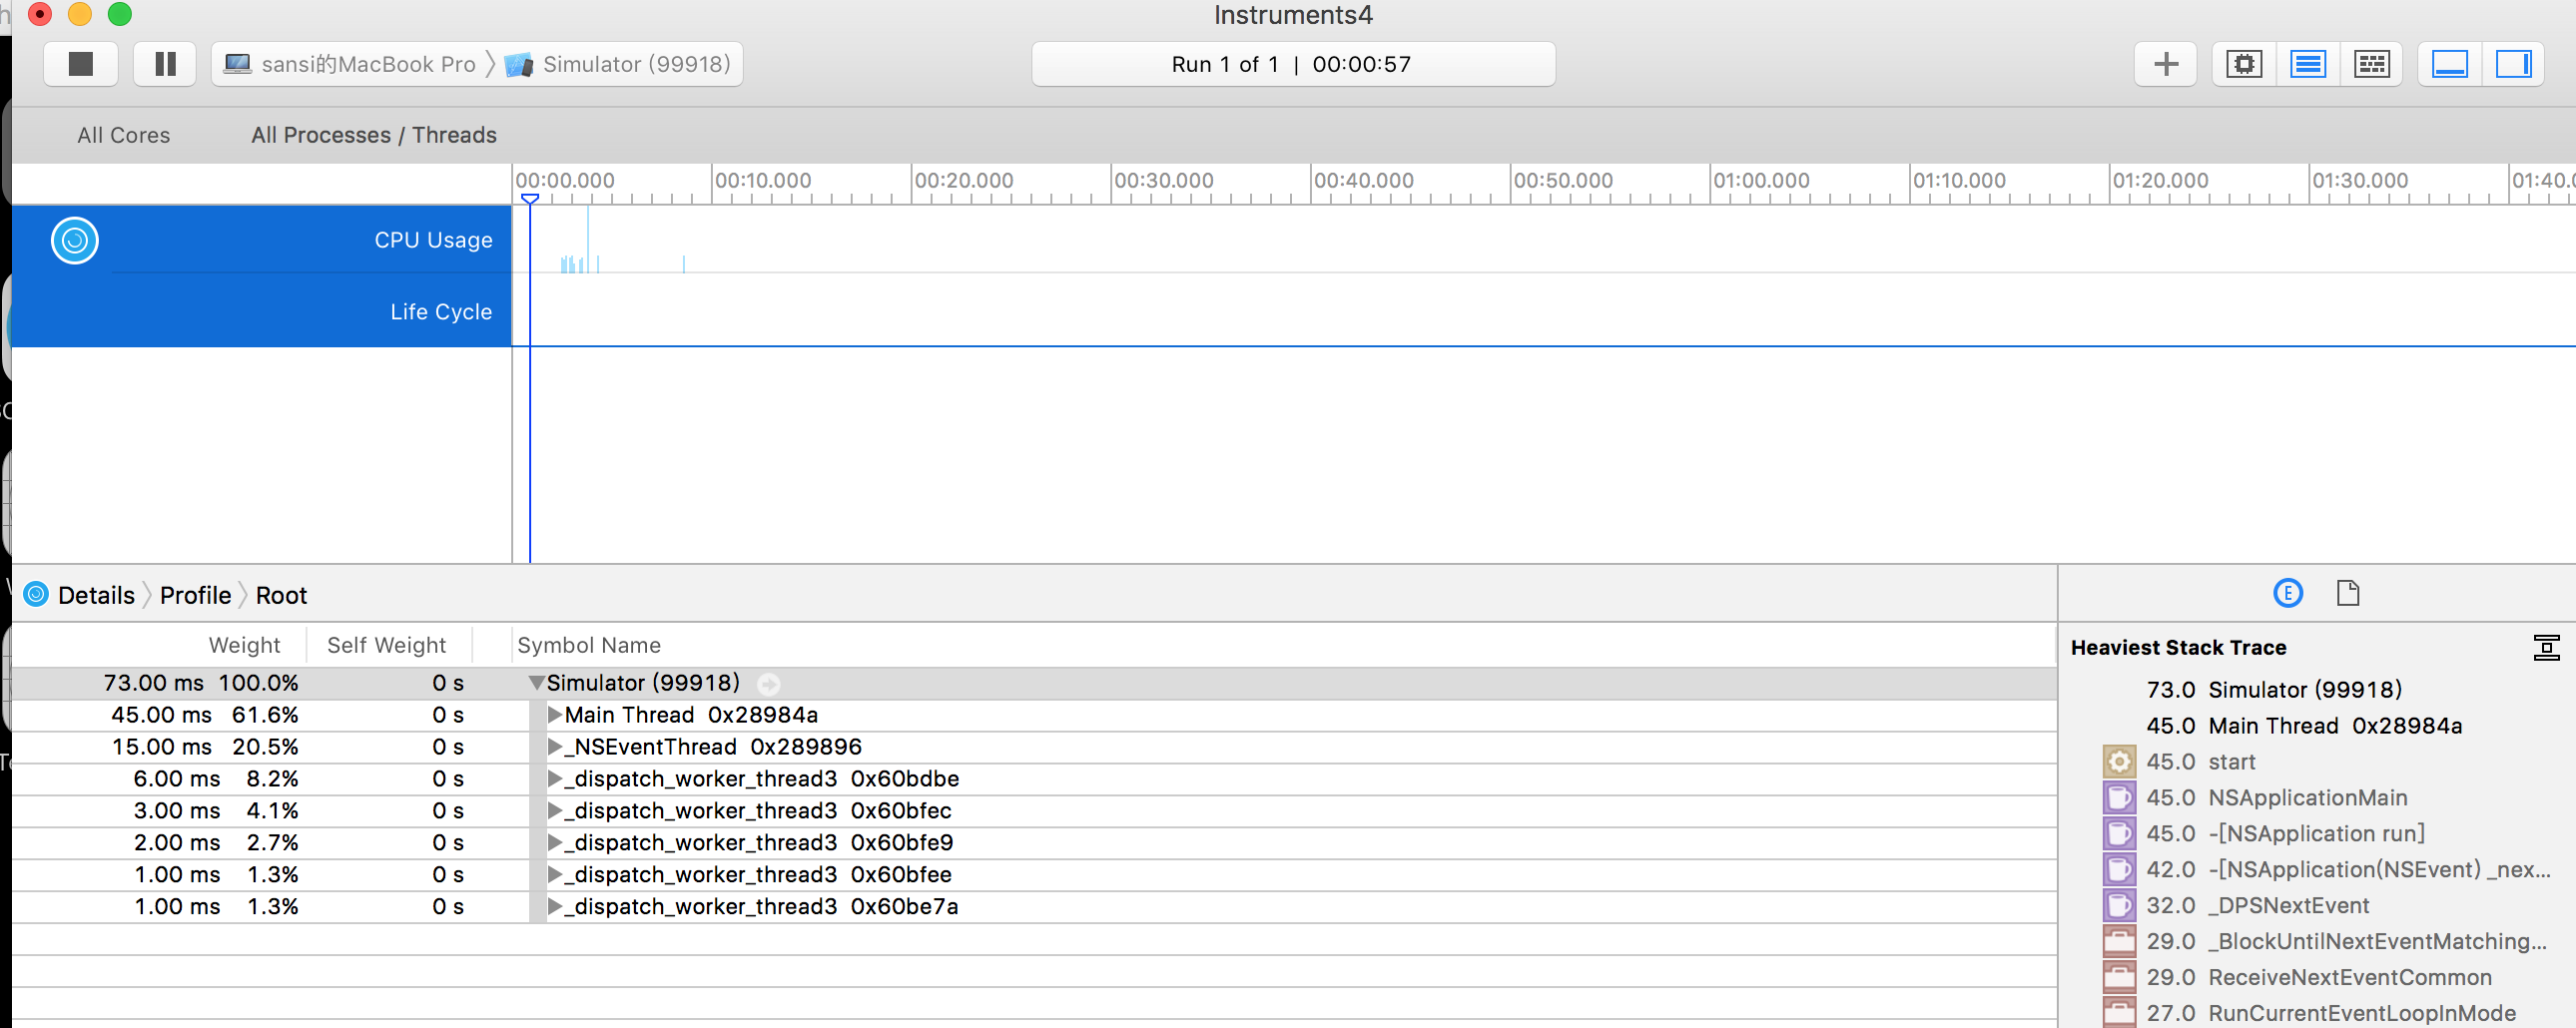 Instruments4
sansi的MacBook Pro 〉 Simulator (99918)
Run 1 of 1 | 00:00:57
All Cores All Processes / Threads
00:00.000 00:10.000 00:20.000 00:30.000 00:40.000 00:50.000 01:00.000 01:10.000 01:20.000 01:30.000
CPU Usage
Life Cycle
Details 〉 Profile 〉 Root
Weight Self Weight Symbol Name
73.00 ms 100.0% 0 s Simulator (99918)
45.00 ms 61.6% 0 s Main Thread 0x28984a
15.00 ms 20.5% 0 s _NSEventThread 0x289896
6.00 ms 8.2% 0 s _dispatch_worker_thread3 0x60bdbe
3.00 ms 4.1% 0 s _dispatch_worker_thread3 0x60bfec
2.00 ms 2.7% 0 s _dispatch_worker_thread3 0x60bfe9
1.00 ms 1.3% 0 s _dispatch_worker_thread3 0x60bfee
1.00 ms 1.3% 0 s _dispatch_worker_thread3 0x60be7a
E
Heaviest Stack Trace
73.0 Simulator (99918)
45.0 Main Thread 0x28984a
45.0 start
45.0 NSApplicationMain
45.0 -[NSApplication run]
42.0 -[NSApplication(NSEvent) _nex...
32.0 _DPSNextEvent
29.0 _BlockUntilNextEventMatching...
29.0 ReceiveNextEventCommon
27.0 RunCurrentEventLoopInMode